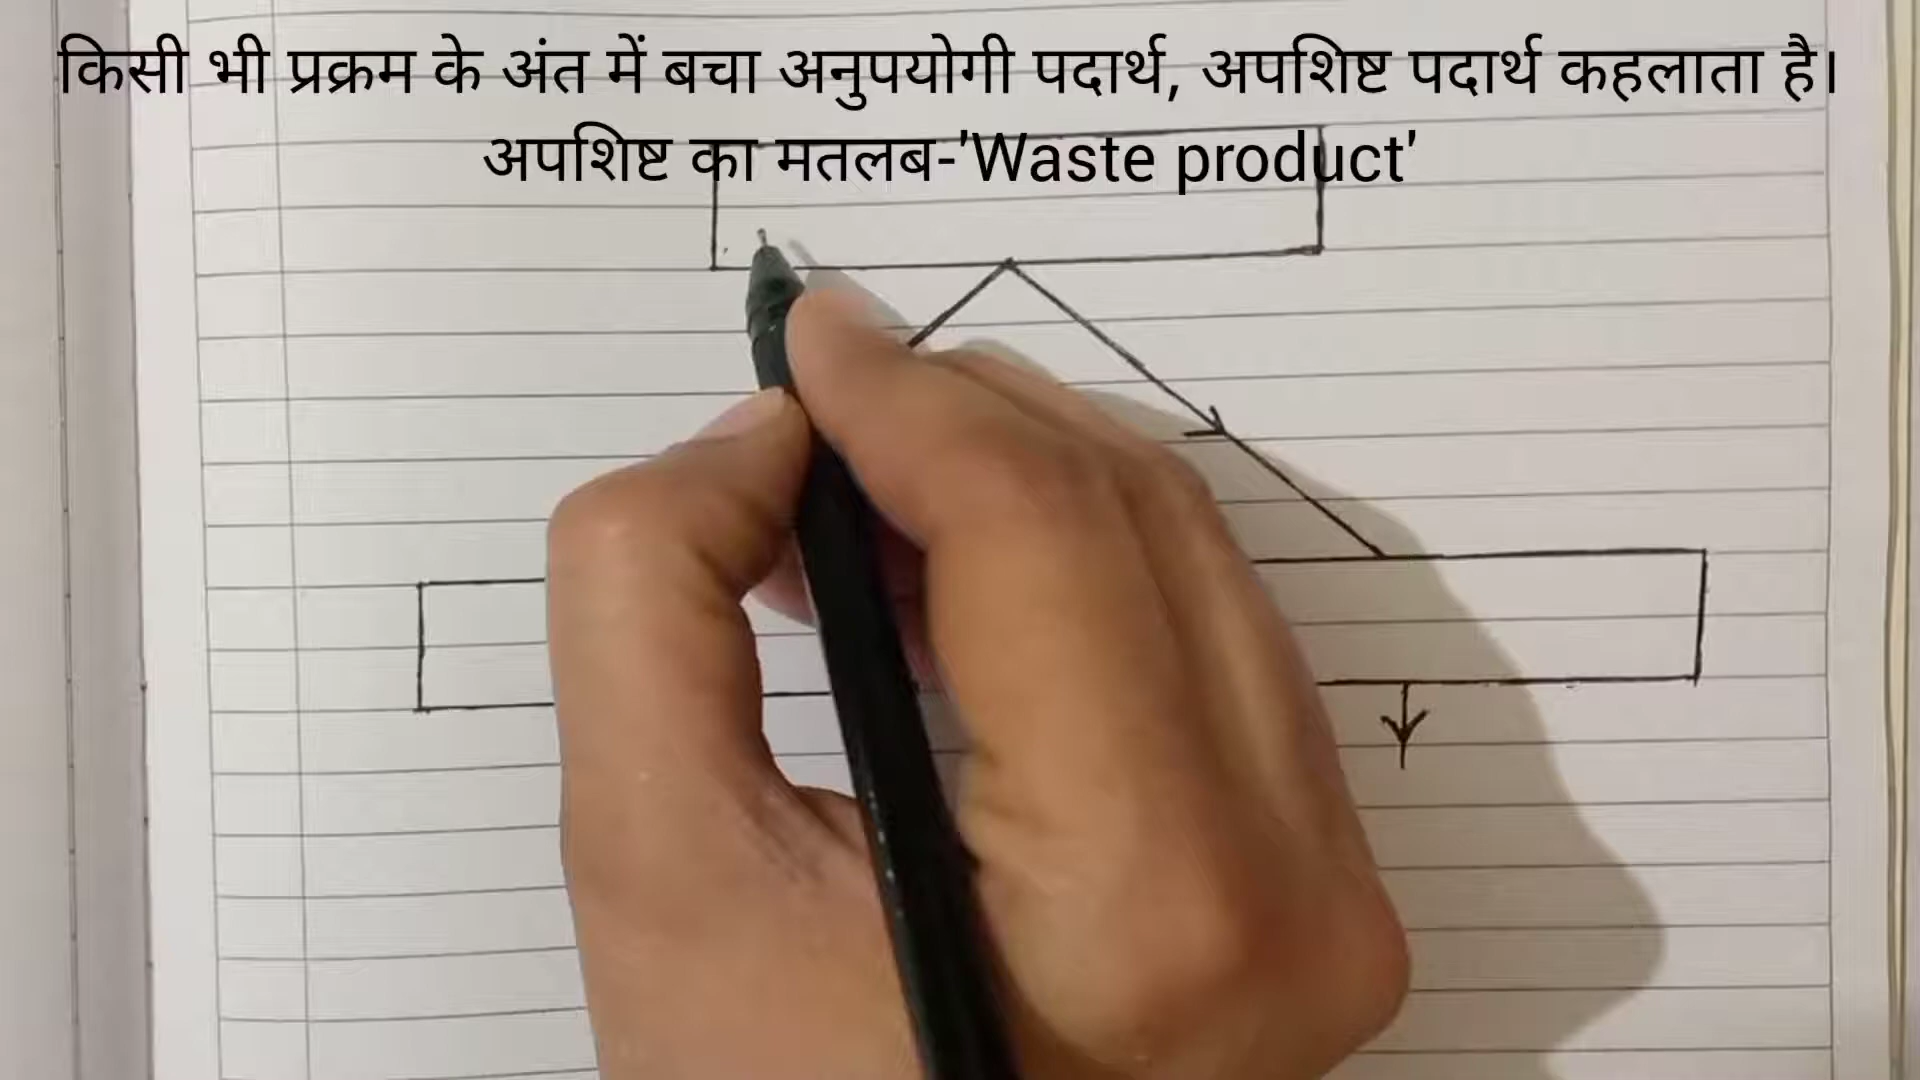 किसी भी प्रक्रम के अंत में बचा अनुपयोगी पदार्थ, अपशिष्ट पदार्थ कहलाता है।
अपशिष्ट का मतलब-'Waste product'